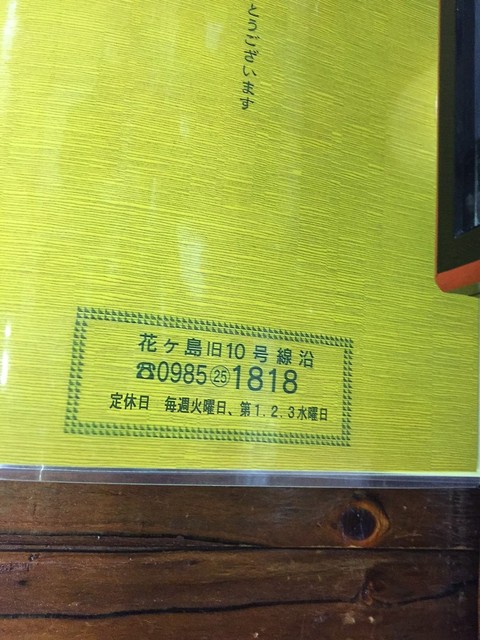 とうございます
花ヶ島旧10号線沿
☎0985㉕1818
定休日 毎週火曜日、第1.2.3水曜日